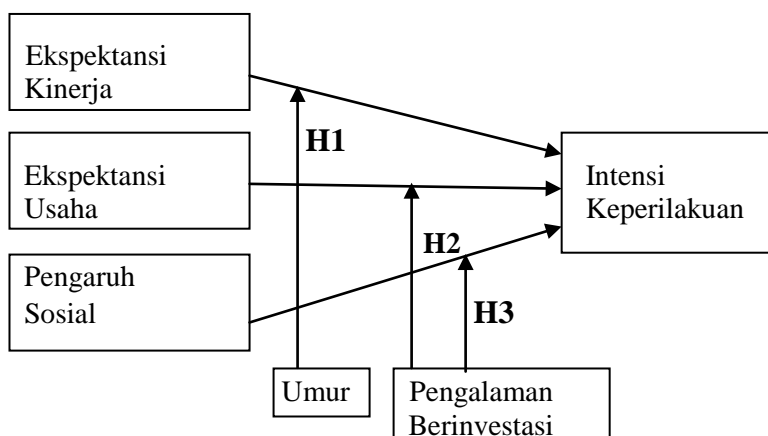 Ekspektansi
Kinerja
H1
Ekspektansi
Usaha
Intensi
Keperilakuan
H2
Pengaruh
Sosial
H3
Umur
Pengalaman
Berinvestasi